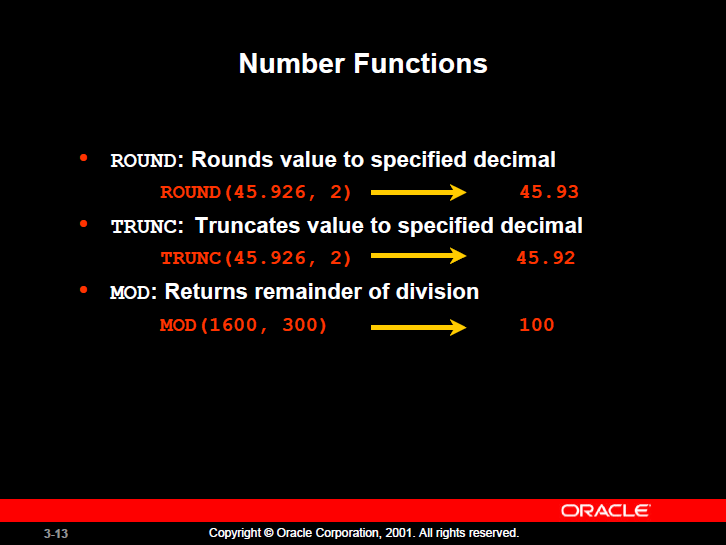 Number Functions
• ROUND: Rounds value to specified decimal
ROUND(45.926, 2) 45.93
• TRUNC: Truncates value to specified decimal
TRUNC(45.926, 2) 45.92
• MOD: Returns remainder of division
MOD(1600, 300) 100
ORACLE
3-13 Copyright © Oracle Corporation, 2001. All rights reserved.